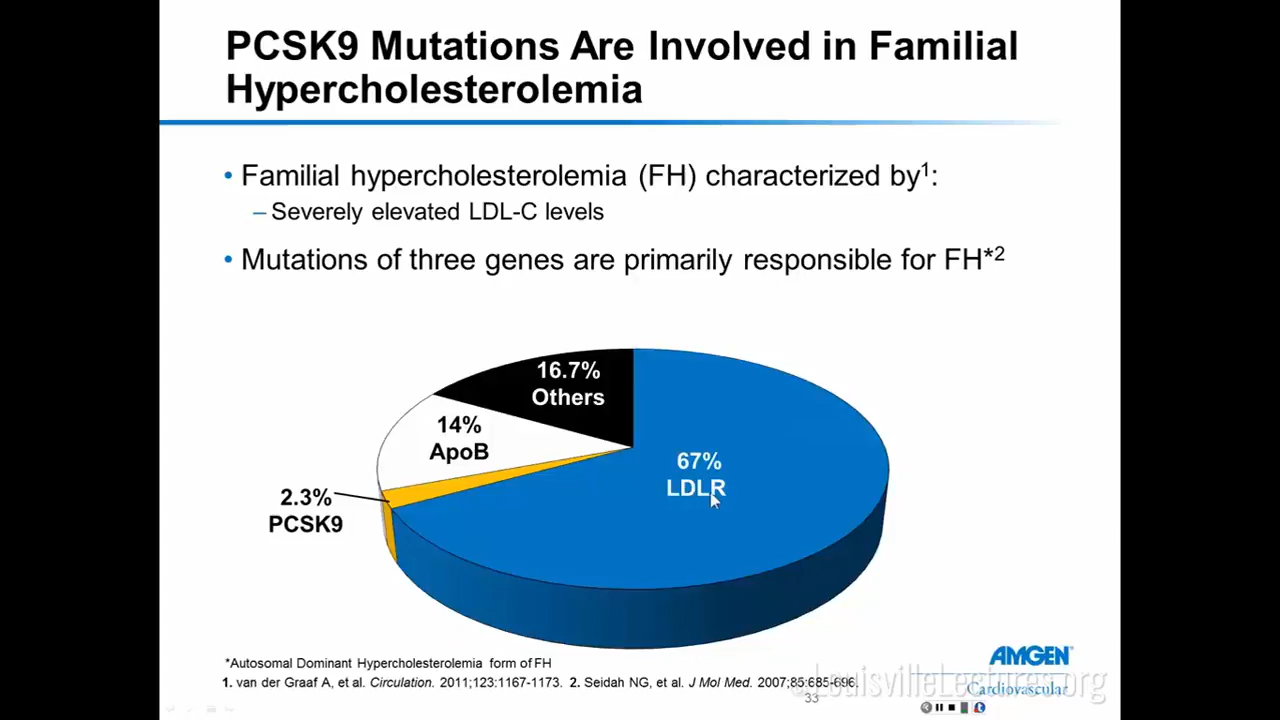 PCSK9 Mutations Are Involved in Familial
Hypercholesterolemia
• Familial hypercholesterolemia (FH) characterized by1:
– Severely elevated LDL-C levels
• Mutations of three genes are primarily responsible for FH*2
16.7%
Others
14%
ApoB
67%
LDLR
2.3%
PCSK9
*Autosomal Dominant Hypercholesterolemia form of FH
1. van der Graaf A, et al. Circulation. 2011;123:1167-1173. 2. Seidah NG, et al. J Mol Med. 2007;85:685-696.
AMGEN®
Cardiovascular
©LouisvilleLectures.org
33